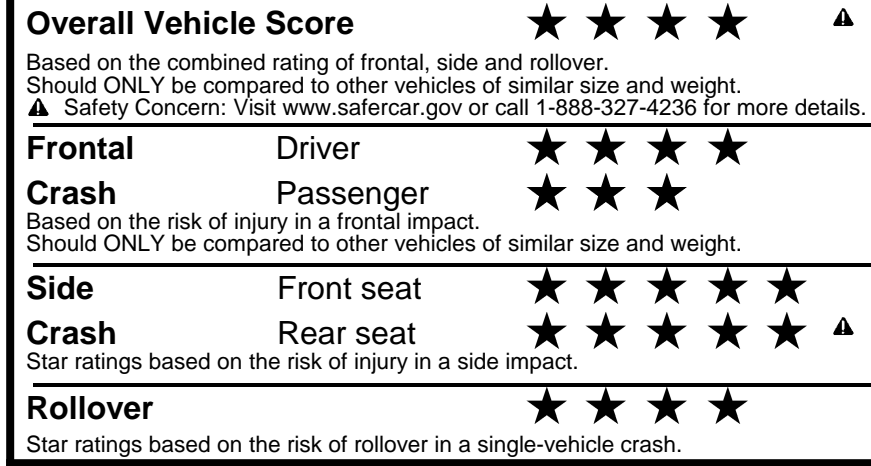 Overall Vehicle Score ★ ★ ★ ★ ⚠
Based on the combined rating of frontal, side and rollover.
Should ONLY be compared to other vehicles of similar size and weight.
⚠ Safety Concern: Visit www.safercar.gov or call 1-888-327-4236 for more details.
Frontal Driver ★ ★ ★ ★
Crash Passenger ★ ★ ★
Based on the risk of injury in a frontal impact.
Should ONLY be compared to other vehicles of similar size and weight.
Side Front seat ★ ★ ★ ★ ★
Crash Rear seat ★ ★ ★ ★ ★ ⚠
Star ratings based on the risk of injury in a side impact.
Rollover ★ ★ ★ ★
Star ratings based on the risk of rollover in a single-vehicle crash.